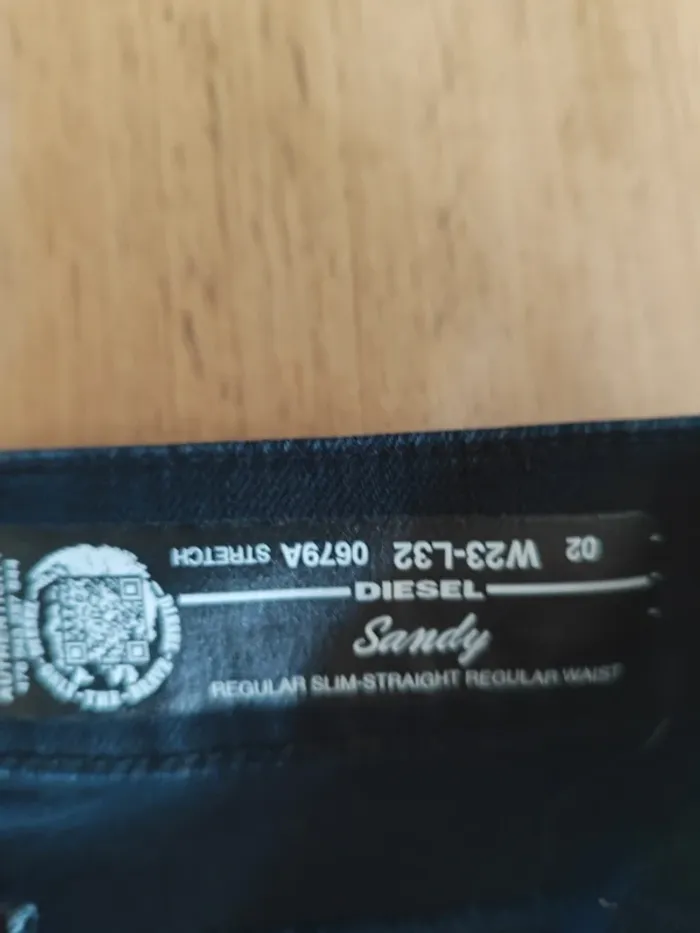 02 W23-L32 0679A STRETCH
DIESEL
Sandy
REGULAR SLIM-STRAIGHT REGULAR WAIST